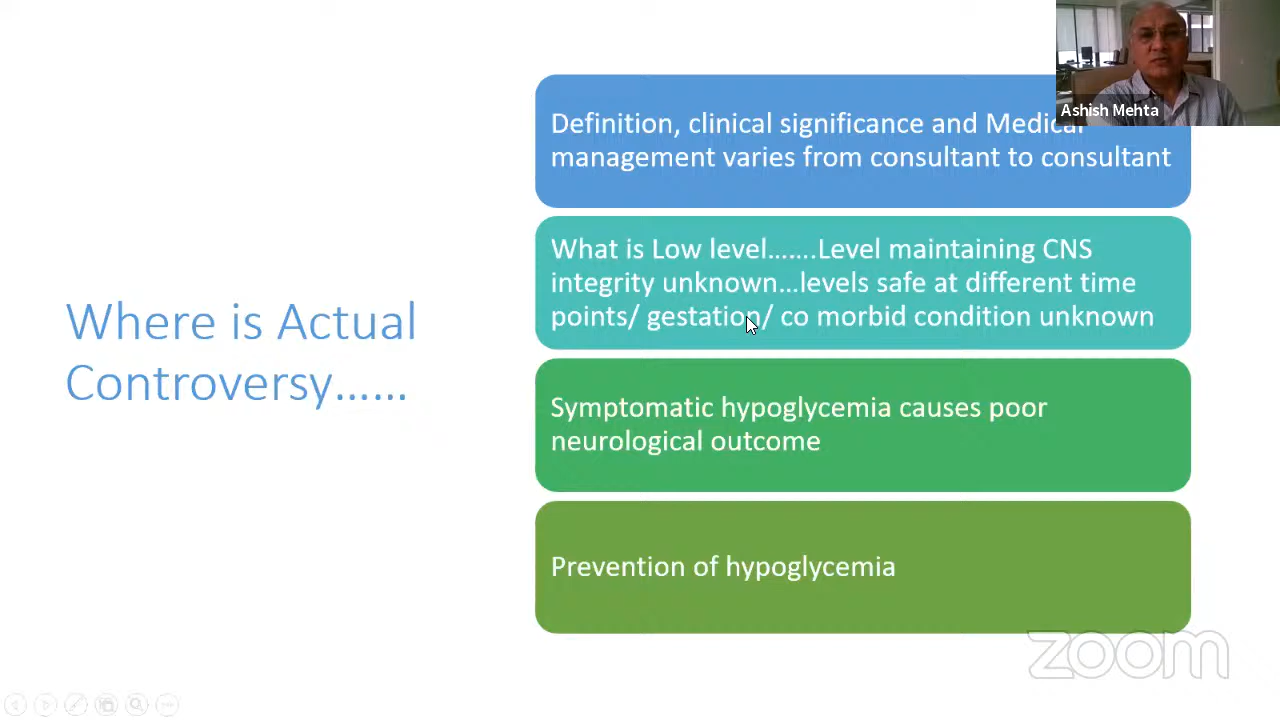 Where is Actual
Controversy……
Definition, clinical significance and Medical
management varies from consultant to consultant
What is Low level…….Level maintaining CNS
integrity unknown…levels safe at different time
points/ gestation/ co morbid condition unknown
Symptomatic hypoglycemia causes poor
neurological outcome
Prevention of hypoglycemia
Ashish Mehta
zoom